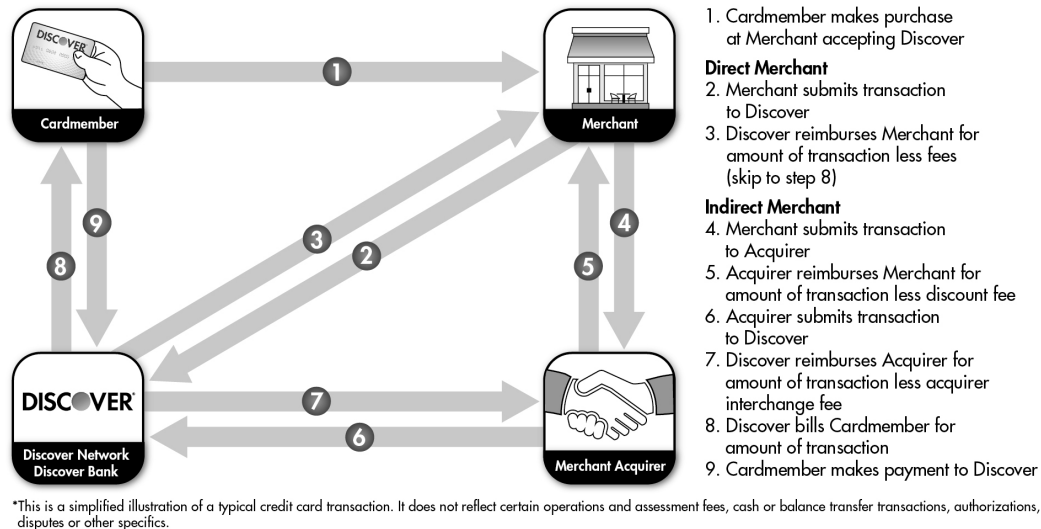 DISCOVER
Cardmember
1
Merchant
9
8
3
2
4
5
DISCOVER
Discover Network
Discover Bank
7
6
Merchant Acquirer
1. Cardmember makes purchase
at Merchant accepting Discover
Direct Merchant
2. Merchant submits transaction
to Discover
3. Discover reimburses Merchant for
amount of transaction less fees
(skip to step 8)
Indirect Merchant
4. Merchant submits transaction
to Acquirer
5. Acquirer reimburses Merchant for
amount of transaction less discount fee
6. Acquirer submits transaction
to Discover
7. Discover reimburses Acquirer for
amount of transaction less acquirer
interchange fee
8. Discover bills Cardmember for
amount of transaction
9. Cardmember makes payment to Discover
*This is a simplified illustration of a typical credit card transaction. It does not reflect certain operations and assessment fees, cash or balance transfer transactions, authorizations,
disputes or other specifics.